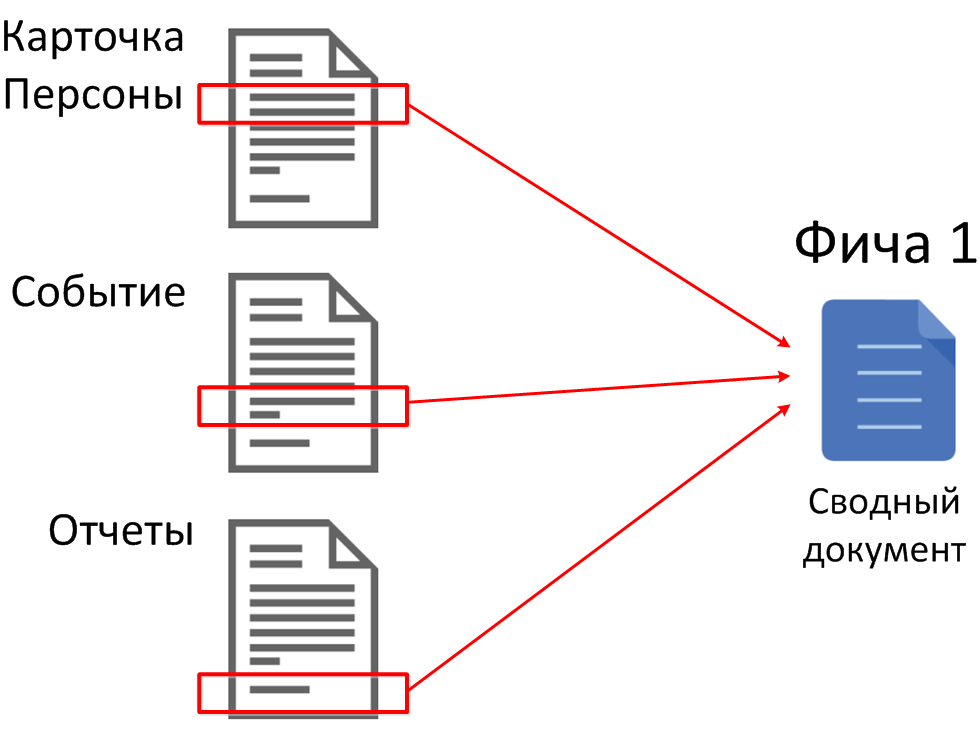 Карточка
Персоны
Событие
Отчеты
Фича 1
Сводный
документ